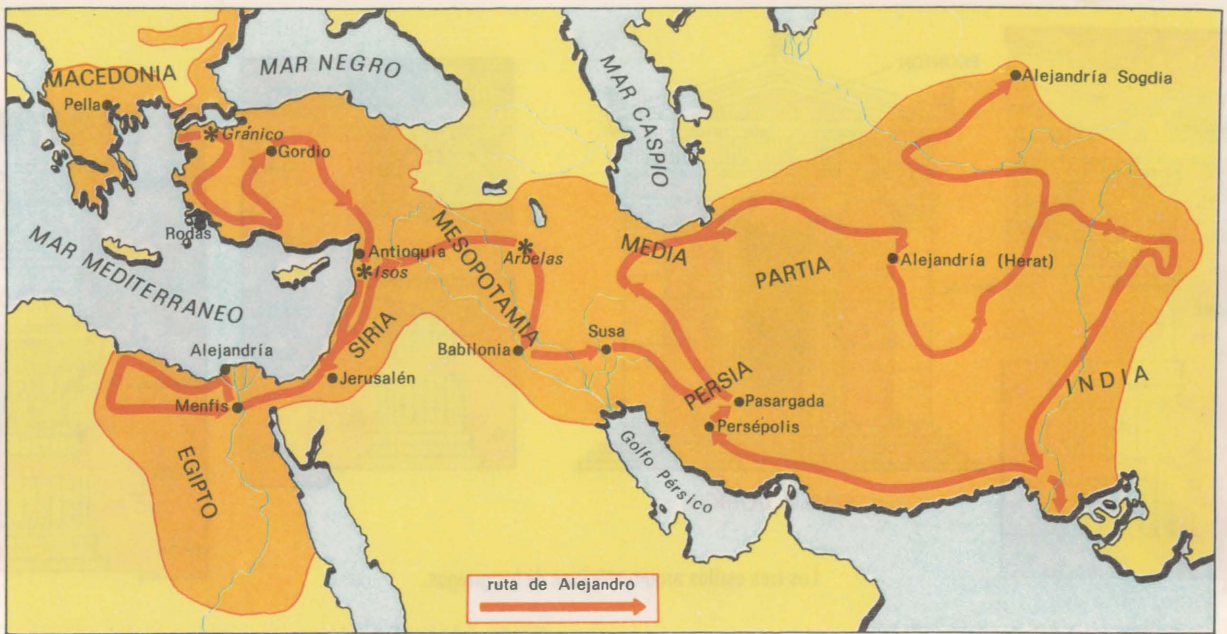 MACEDONIA
Pella
MAR NEGRO
Gránico
Gordio
Rodas
MAR MEDITERRANEO
Antioquía
Isos
SIRIA
Alejandría
Jerusalén
Menfis
EGIPTO
MESOPOTAMIA
Arbelas
Babilonia
Susa
MAR CASPIO
MEDIA
PARTIA
PERSIA
Pasargada
Persépolis
Golfo Pérsico
Alejandría Sogdia
Alejandría (Herat)
INDIA
ruta de Alejandro